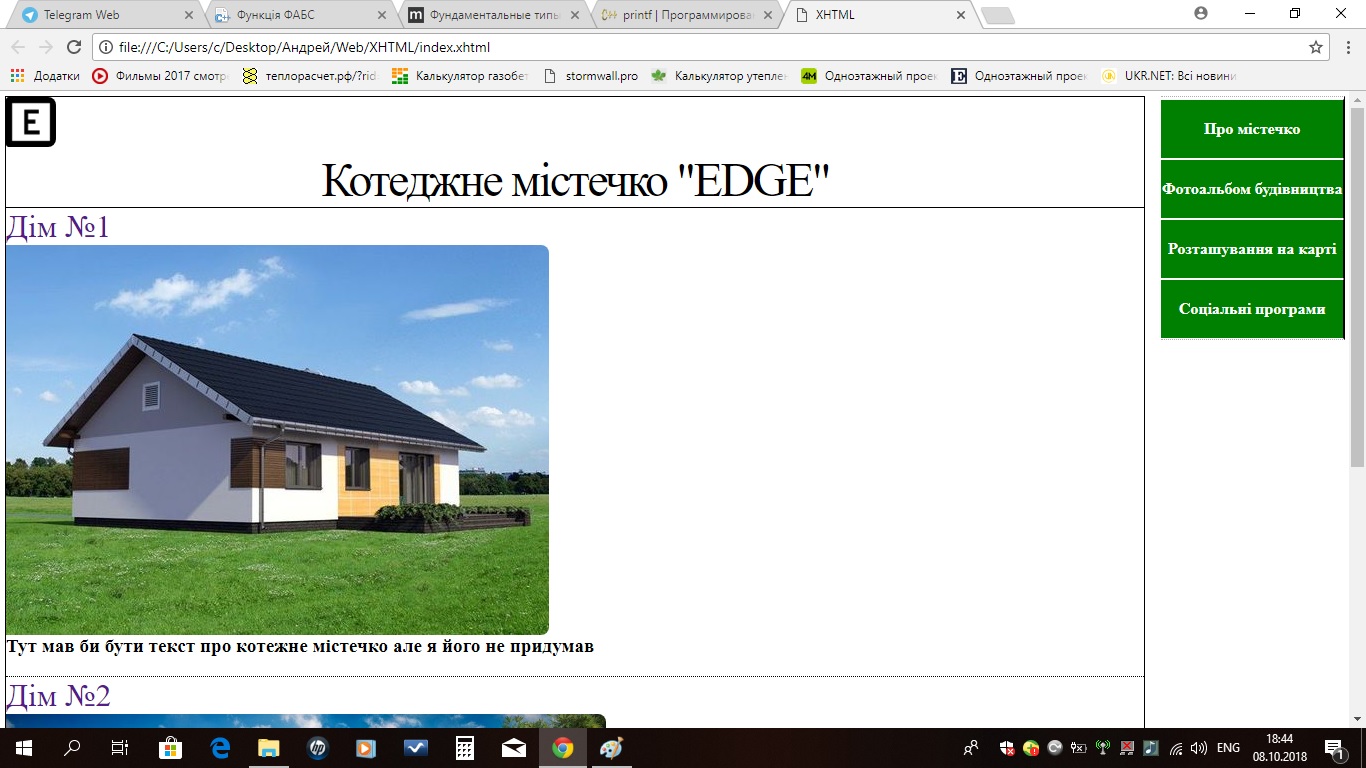 Telegram Web
Функція ФАБС
Фундаментальные типы
printf | Программирова
XHTML
file:///C:/Users/c/Desktop/Андрей/Web/XHTML/index.xhtml
Додатки
Фильмы 2017 смотр
теплорасчет.рф/?rid
Калькулятор газобет
stormwall.pro
Калькулятор утеплен
4M
Одноэтажный проек
E
Одноэтажный проек
UKR.NET: Всі новини
E
Котеджне містечко "EDGE"
Дім №1
Тут мав би бути текст про котежне містечко але я його не придумав
Дім №2
Про містечко
Фотоальбом будівництва
Розташування на карті
Соціальні програми
hp
ENG
18:44
08.10.2018
1